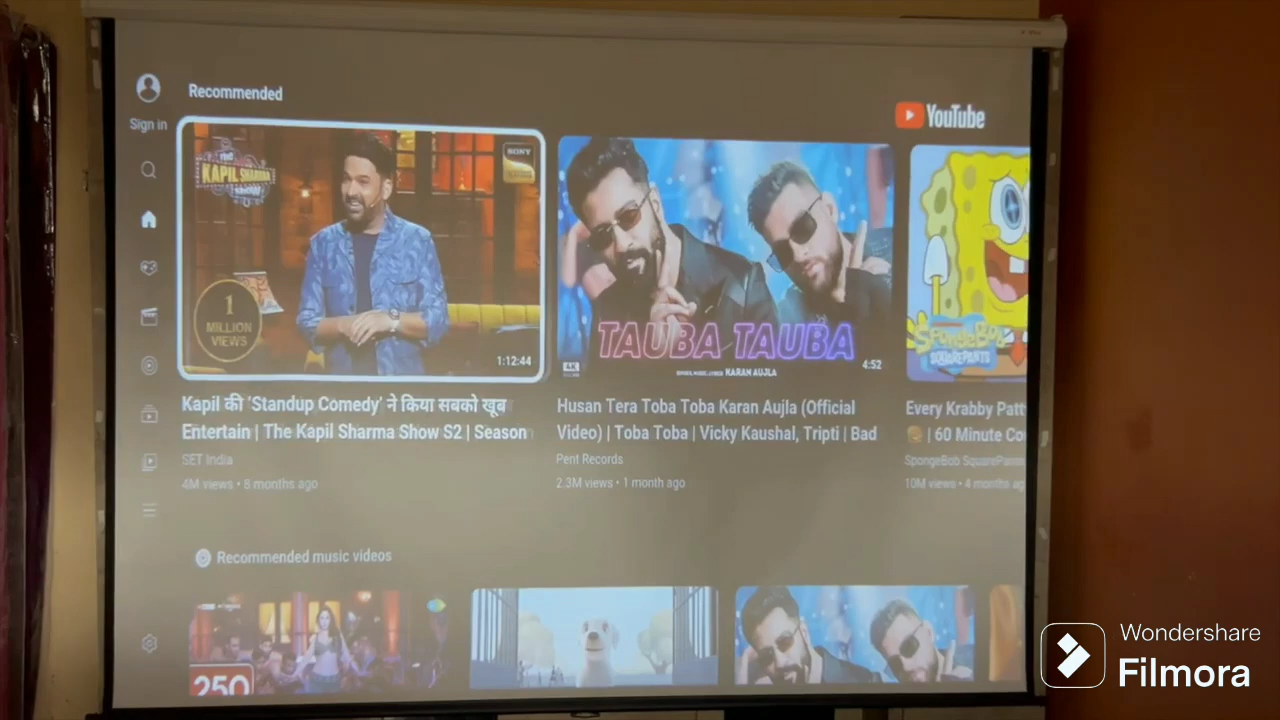 Recommended
YouTube
Sign in
KAPIL SHARMA
SONY
1
MILLION
VIEWS
1:12:44
TAUBA TAUBA
4K
KARAN AUJLA
4:52
SPONGEBOB
SQUAREPANTS
Kapil की 'Standup Comedy' ने किया सबको खूब
Entertain | The Kapil Sharma Show S2 | Season
SET India
4M views • 8 months ago
Husan Tera Toba Toba Karan Aujla (Official
Video) | Toba Toba | Vicky Kaushal, Tripti | Bad
Pent Records
2.3M views • 1 month ago
Every Krabby Patt
| 60 Minute Co
SpongeBob SquarePants
10M views • 4 months ag
Recommended music videos
250
Wondershare
Filmora